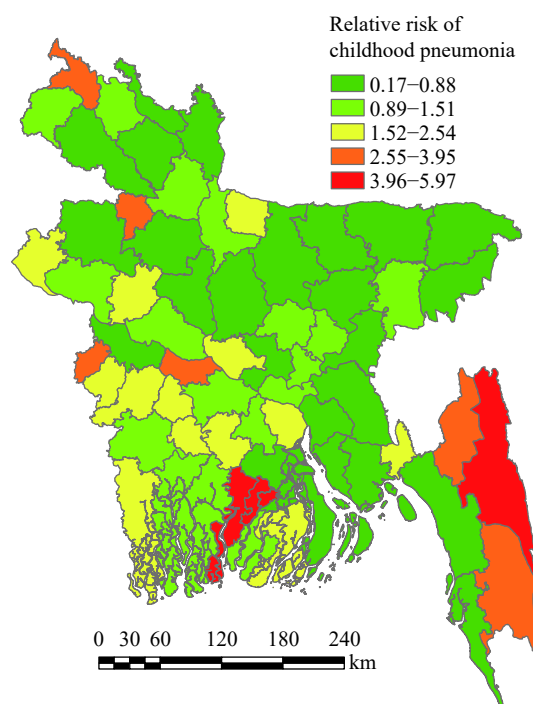 Relative risk of
childhood pneumonia
0.17–0.88
0.89–1.51
1.52–2.54
2.55–3.95
3.96–5.97
0 30 60 120 180 240
km